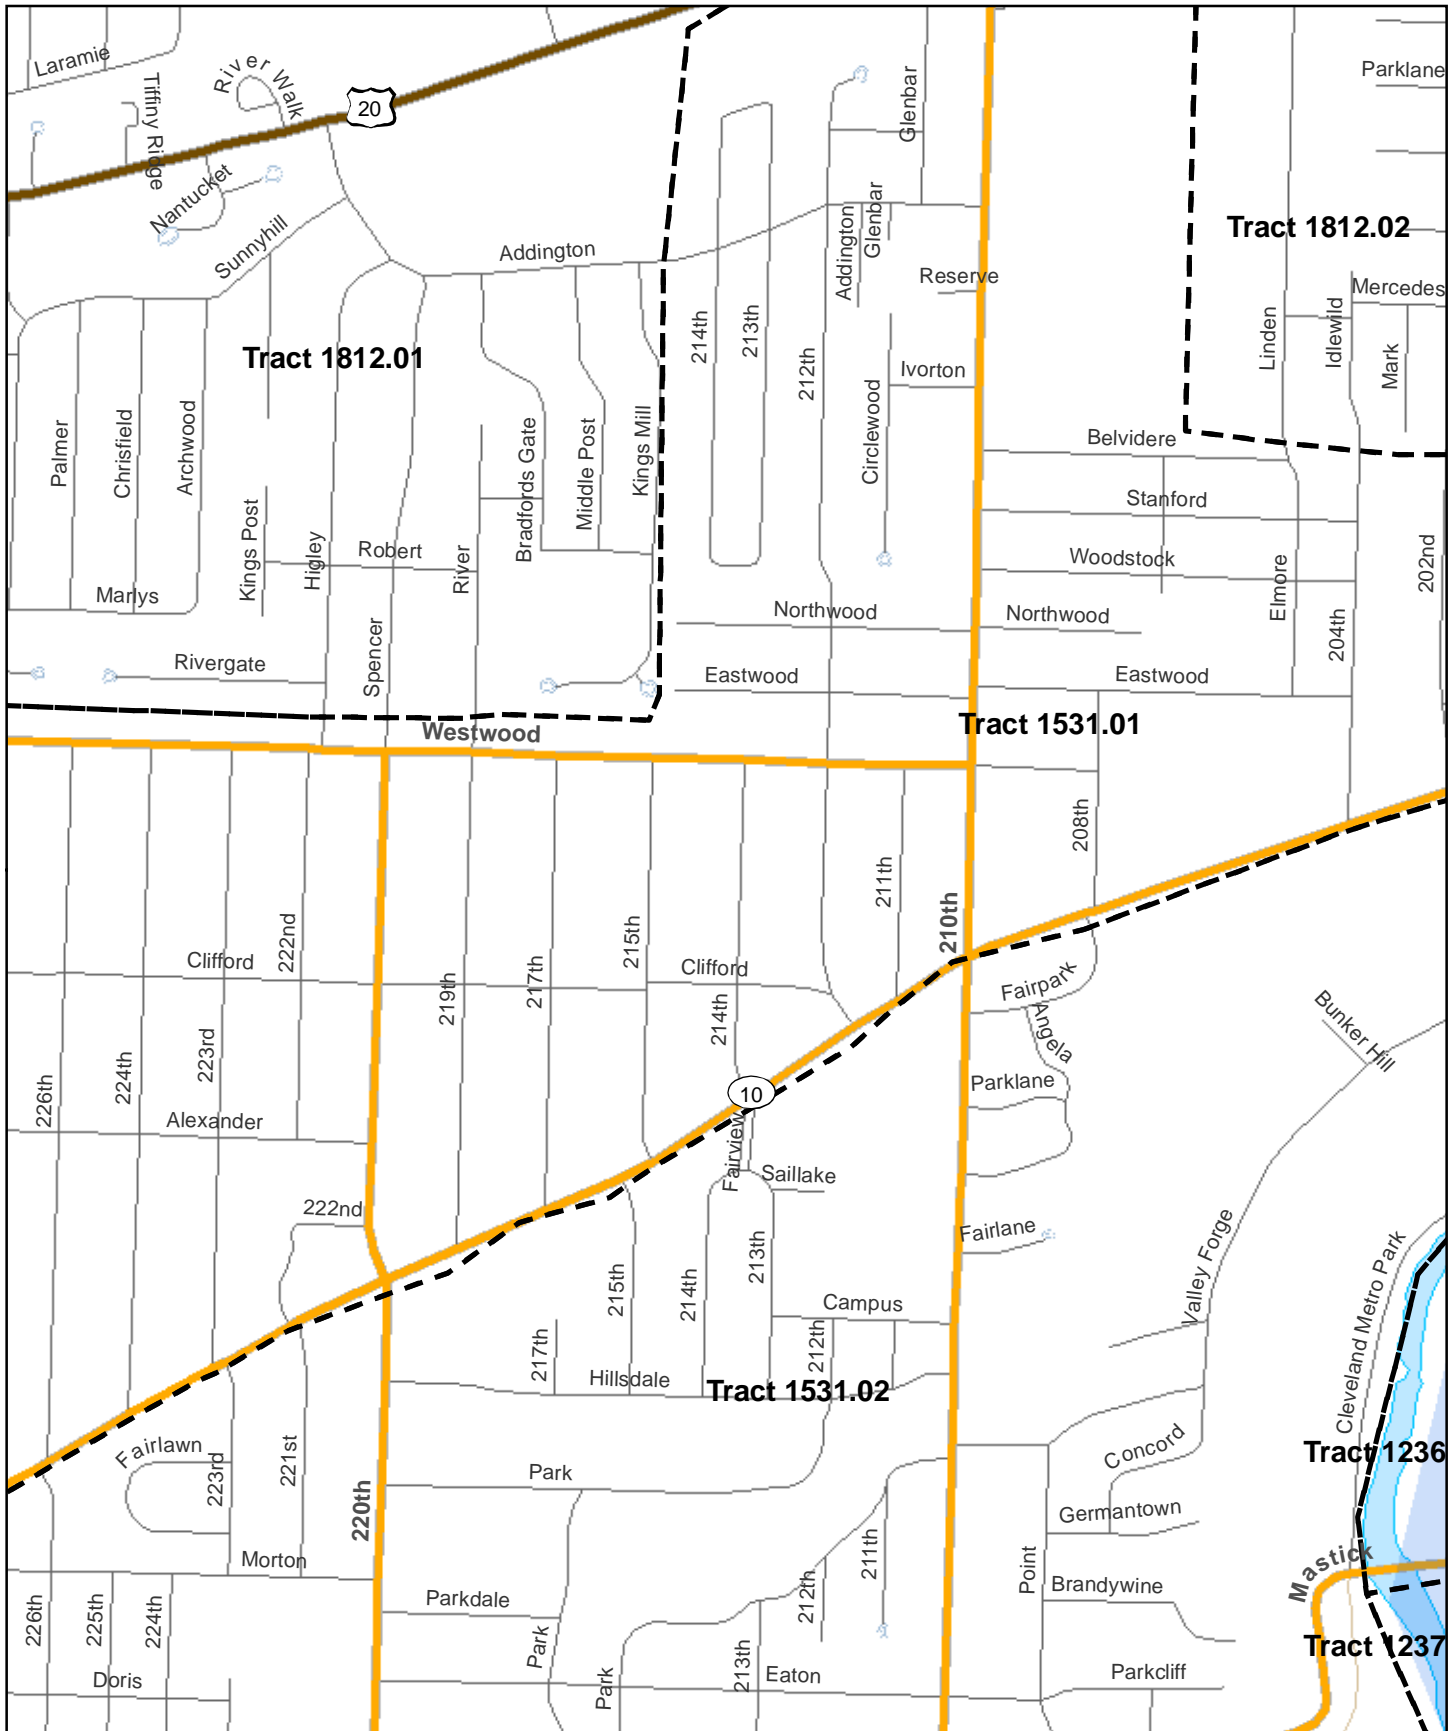 Laramie
Tiffiny Ridge
River Walk
20
Nantucket
Sunnyhill
Addington
Glenbar
Parklane
Tract 1812.02
Addington
Glenbar
Reserve
Mercedes
Tract 1812.01
214th
213th
212th
Ivorton
Linden
Idlewild
Mark
Palmer
Chrisfield
Archwood
Bradfords Gate
Middle Post
Kings Mill
Circlewood
Belvidere
Stanford
Kings Post
Higley
Robert
River
Woodstock
Elmore
202nd
Marlys
Northwood
Northwood
204th
Rivergate
Spencer
Eastwood
Eastwood
Westwood
Tract 1531.01
208th
211th
210th
222nd
215th
Clifford
219th
217th
Clifford
214th
Fairpark
Angela
Bunker Hill
226th
224th
223rd
Parklane
10
Alexander
Fairview
Saillake
222nd
Fairlane
Valley Forge
215th
214th
213th
Cleveland Metro Park
Campus
217th
212th
Hillsdale
Tract 1531.02
Fairlawn
223rd
221st
Concord
Tract 1236
Park
220th
Germantown
Morton
211th
Point
Mastick
226th
225th
224th
Parkdale
212th
Brandywine
Park
Tract 1237
Doris
Park
213th
Eaton
Parkcliff